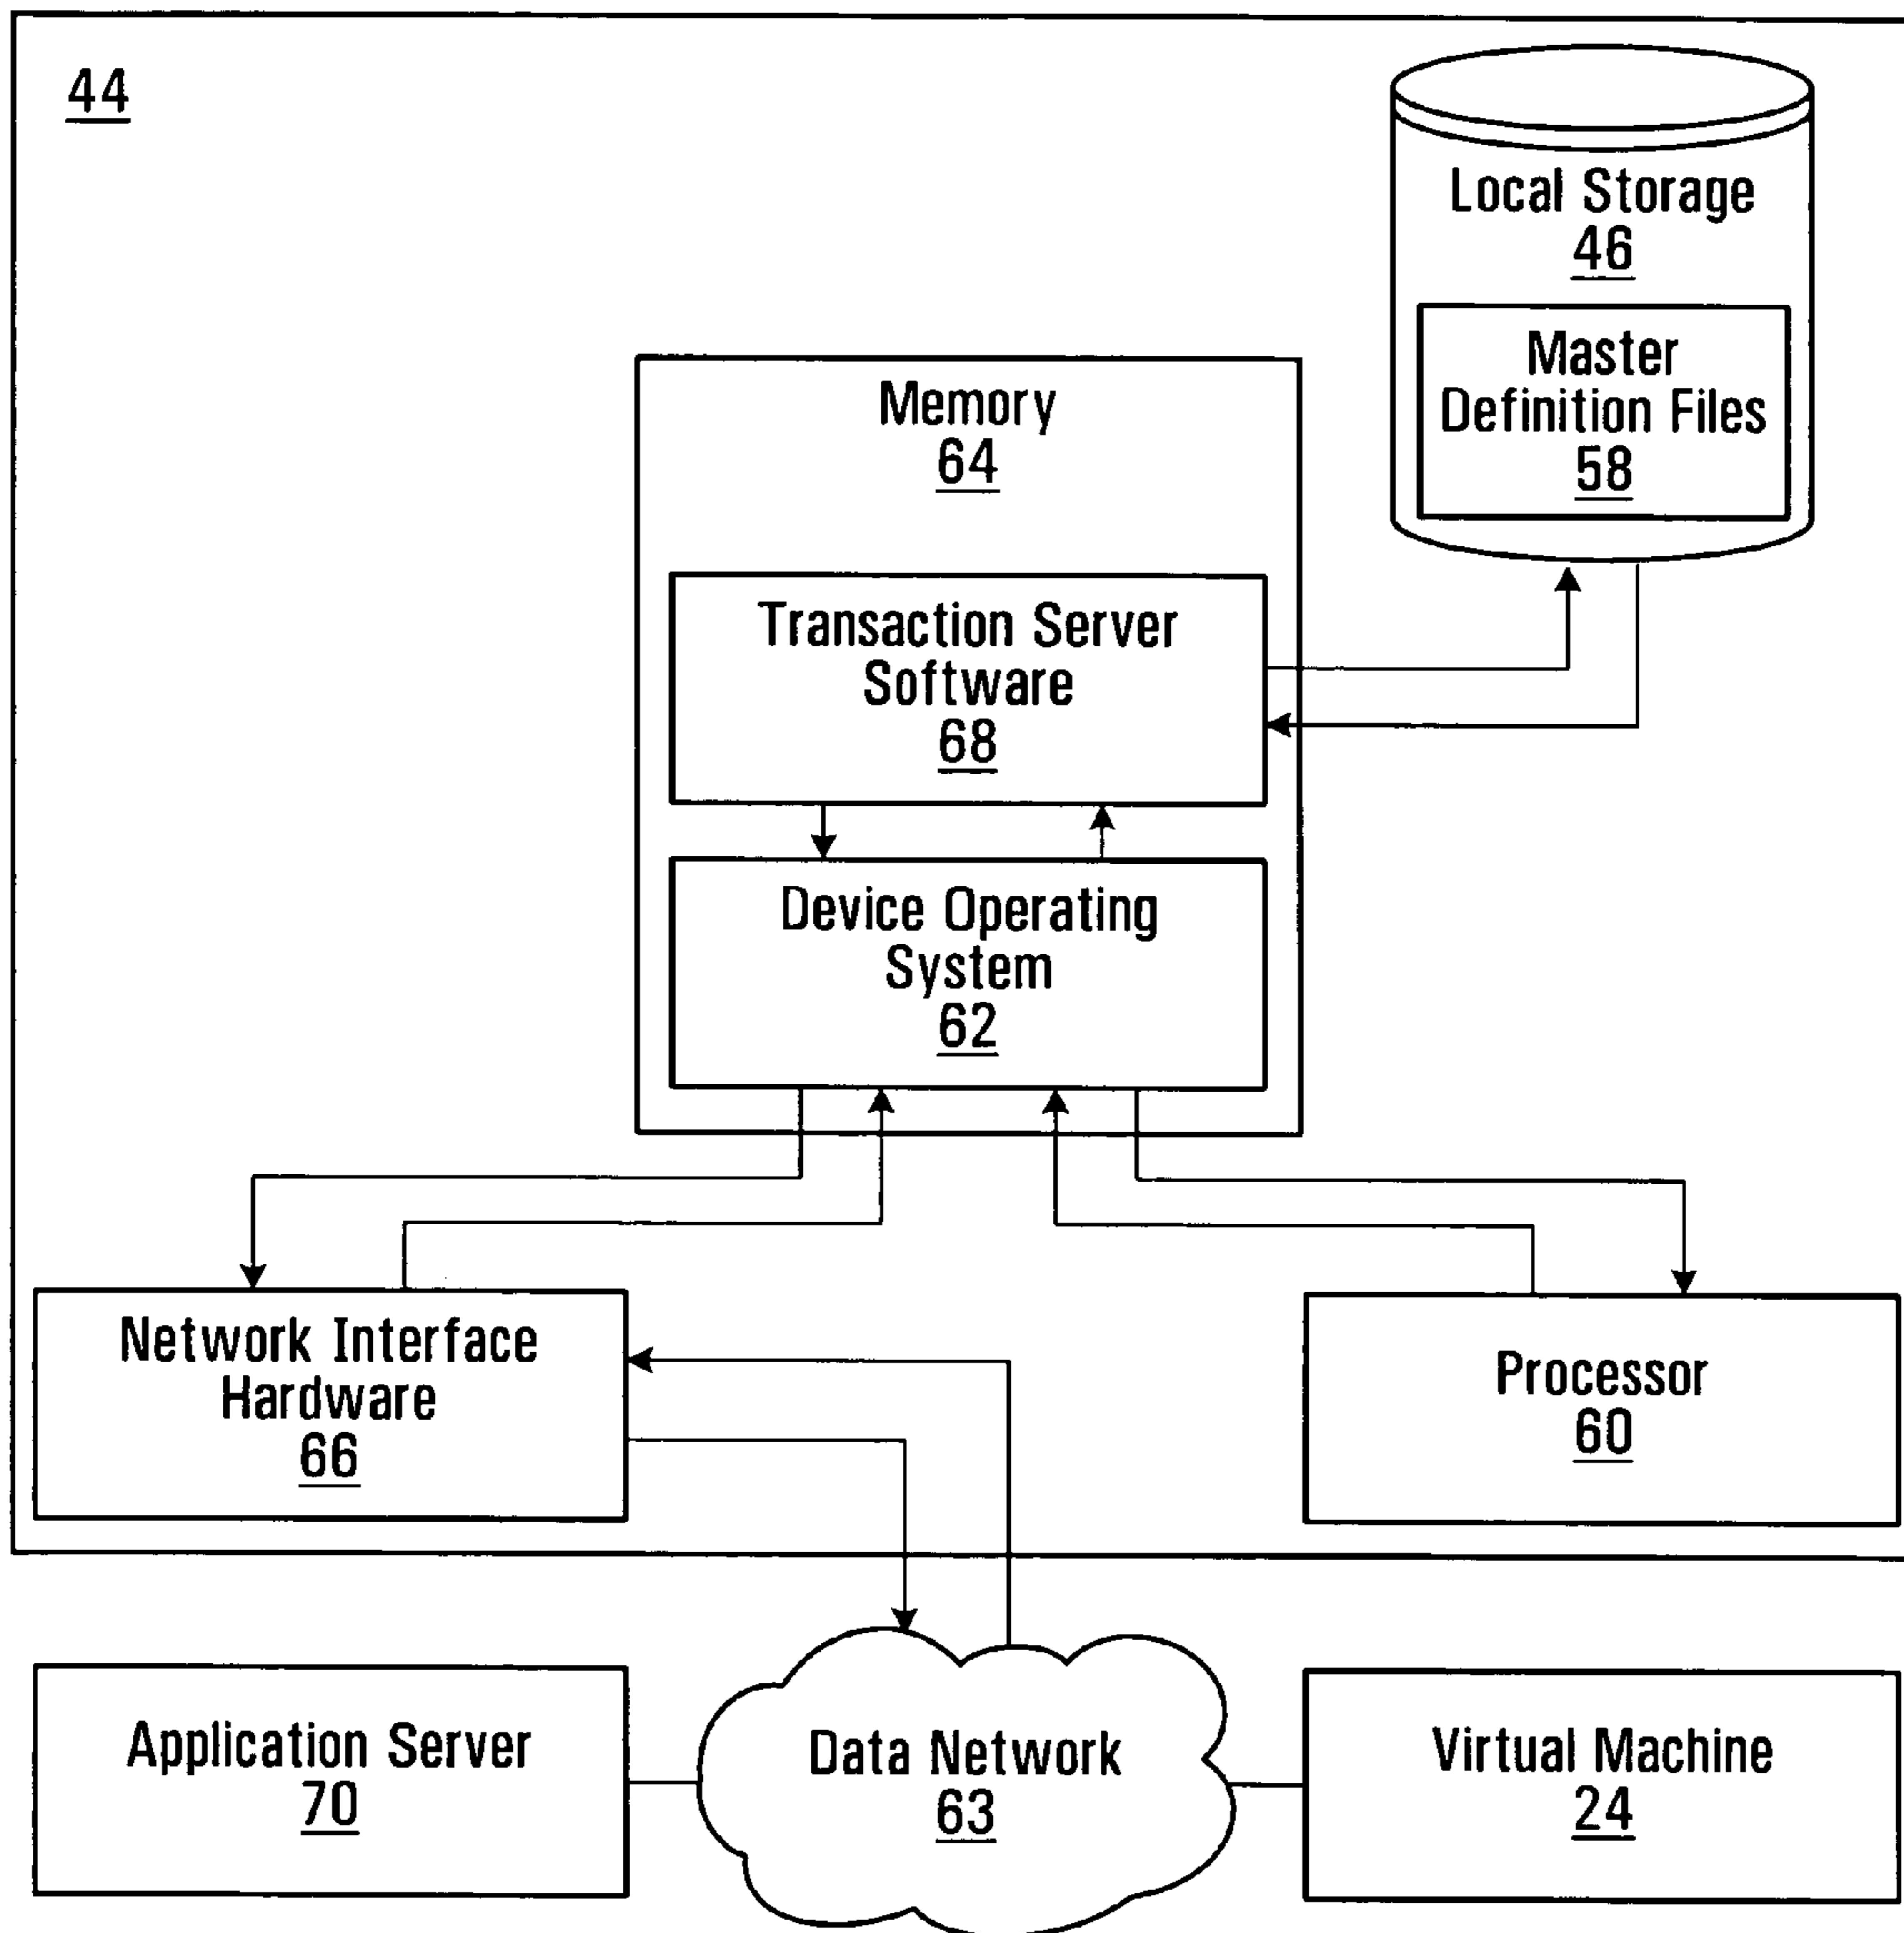 44
Local Storage
46
Master
Definition Files
58
Memory
64
Transaction Server
Software
68
Device Operating
System
62
Network Interface
Hardware
66
Processor
60
Application Server
70
Data Network
63
Virtual Machine
24